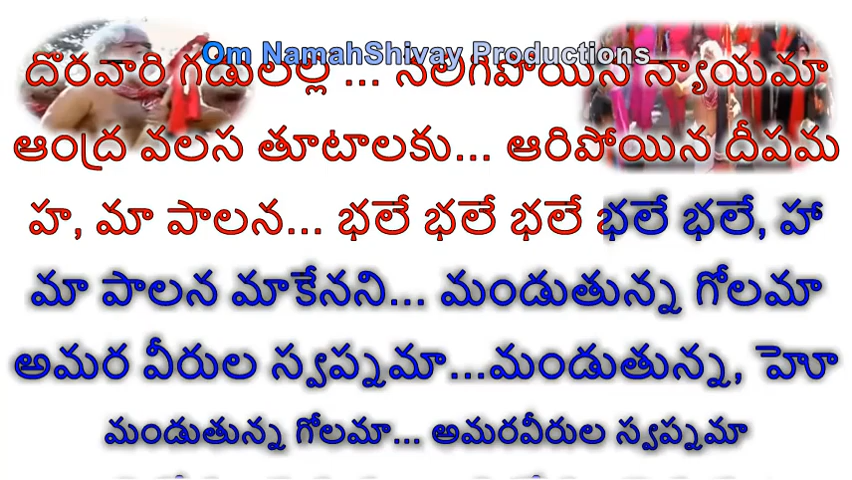 Om NamahShivay Productions
దొరవారి గడులల్ల ... నలిగిపోయిన న్యాయమా
ఆంధ్ర వలస తూటాలకు... ఆరిపోయిన దీపమ
హ, మా పాలన... భలే భలే భలే భలే భలే, హా
మా పాలన మాకేనని... మండుతున్న గోలమా
అమర వీరుల స్వప్నమా...మండుతున్న, హెూ
మండుతున్న గోలమా... అమరవీరుల స్వప్నమా